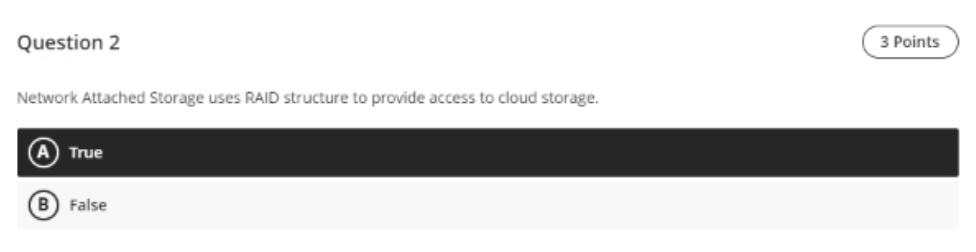 Question 2
3 Points
Network Attached Storage uses RAID structure to provide access to cloud storage.
A True
B False